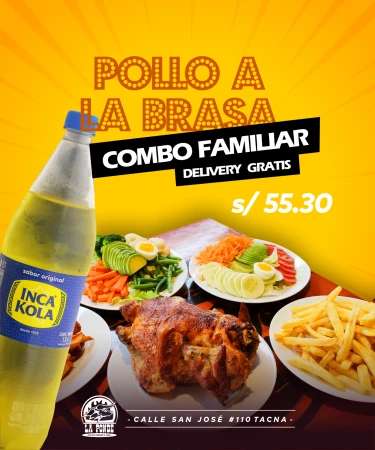 POLLO A
LA BRASA
COMBO FAMILIAR
DELIVERY GRATIS
s/ 55.30
sabor original
INCA
KOLA
- CALLE SAN JOSÉ #110 TACNA -